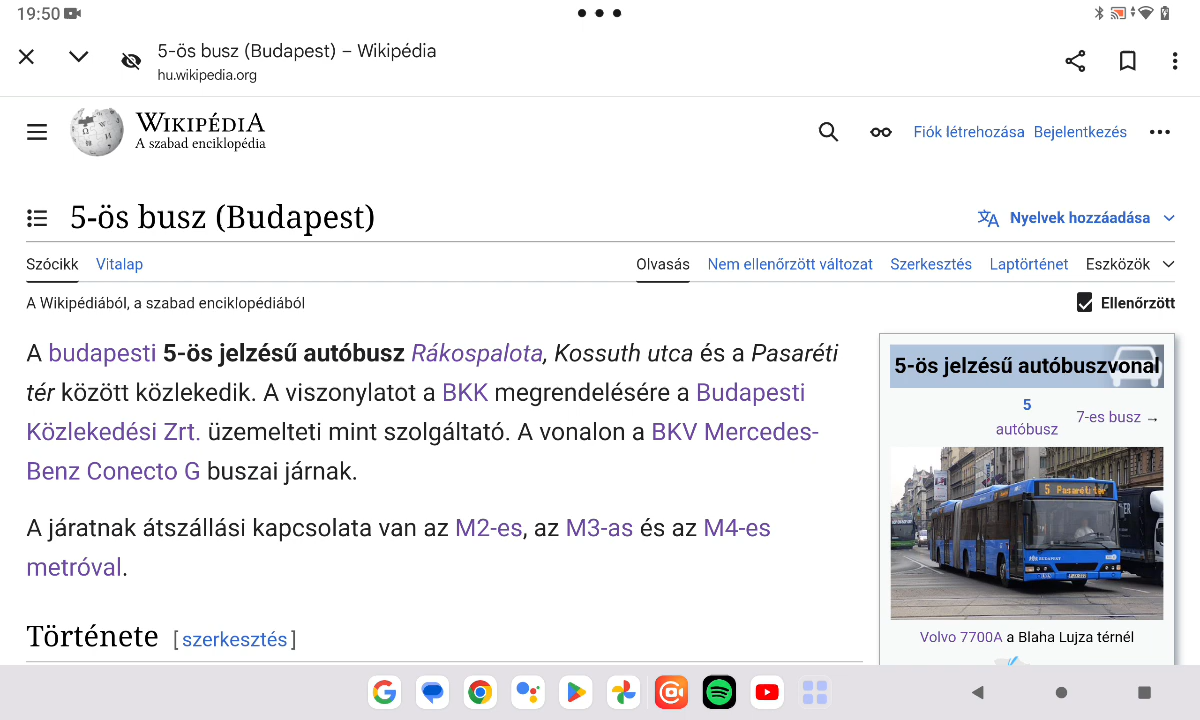 19:50
5-ös busz (Budapest) – Wikipédia
hu.wikipedia.org
WIKIPÉDIA
A szabad enciklopédia
Fiók létrehozása Bejelentkezés
5-ös busz (Budapest)
Nyelvek hozzáadása
Szócikk Vitalap
Olvasás Nem ellenőrzött változat Szerkesztés Laptörténet Eszközök
A Wikipédiából, a szabad enciklopédiából
Ellenőrzött
A budapesti 5-ös jelzésű autóbusz Rákospalota, Kossuth utca és a Pasaréti
tér között közlekedik. A viszonylatot a BKK megrendelésére a Budapesti
Közlekedési Zrt. üzemelteti mint szolgáltató. A vonalon a BKV Mercedes-
Benz Conecto G buszai járnak.
A járatnak átszállási kapcsolata van az M2-es, az M3-as és az M4-es
metróval.
Története [szerkesztés]
5-ös jelzésű autóbuszvonal
5
autóbusz
7-es busz →
5 Pasaréti tér
Volvo 7700A a Blaha Lujza térnél